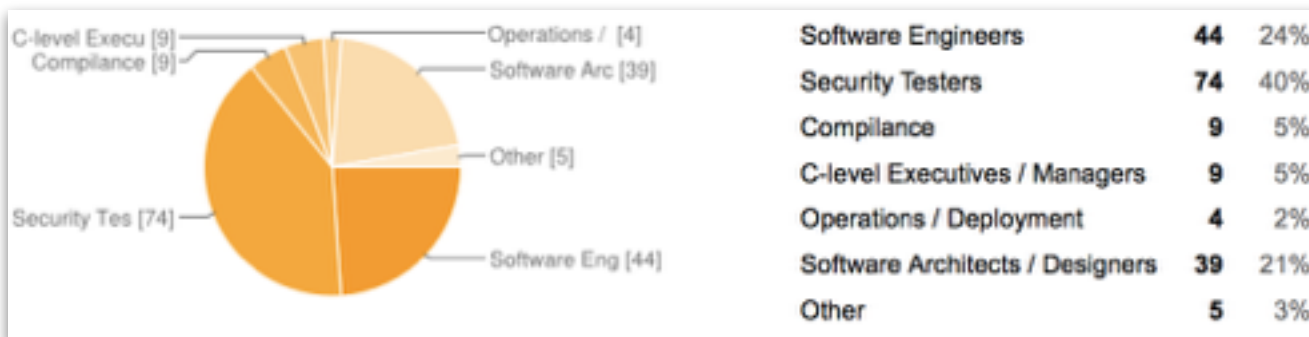 C-level Execu [9]
Compilance [9]
Security Tes [74]
Operations / [4]
Software Arc [39]
Other [5]
Software Eng [44]
Software Engineers 44 24%
Security Testers 74 40%
Compilance 9 5%
C-level Executives / Managers 9 5%
Operations / Deployment 4 2%
Software Architects / Designers 39 21%
Other 5 3%